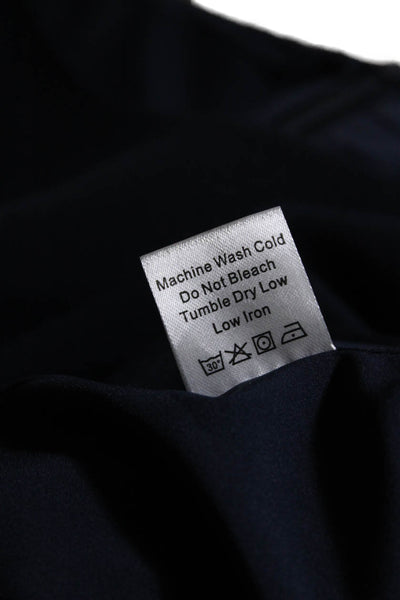 Machine Wash Cold
Do Not Bleach
Tumble Dry Low
Low Iron
30°